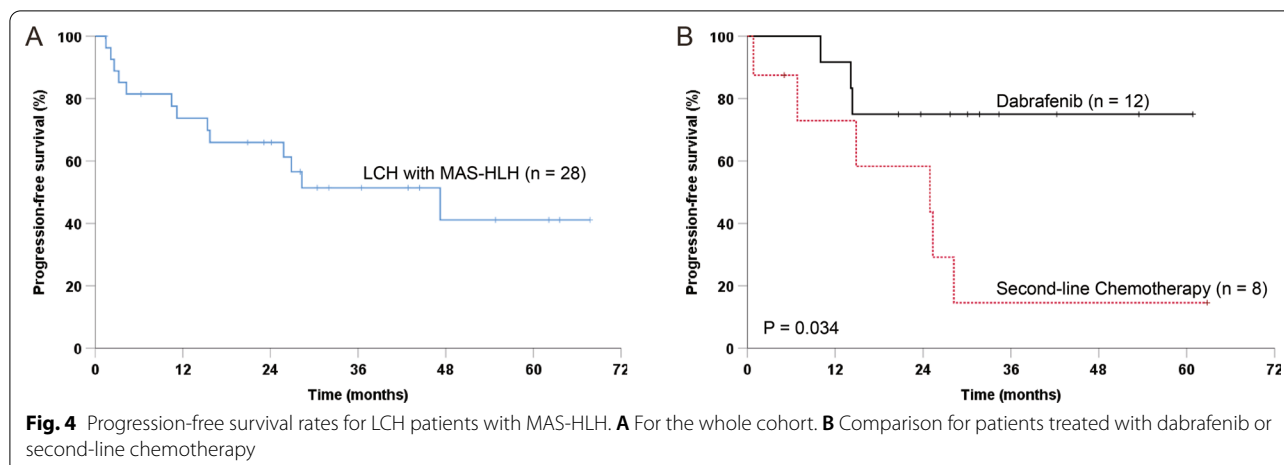 A
B
100
80
60
40
20
0
Progression-free survival (%)
LCH with MAS-HLH (n = 28)
0 12 24 36 48 60 72
Time (months)
100
80
60
40
20
0
Progression-free survival (%)
Dabrafenib (n = 12)
Second-line Chemotherapy (n = 8)
P = 0.034
0 12 24 36 48 60 72
Time (months)
Fig. 4 Progression-free survival rates for LCH patients with MAS-HLH. A For the whole cohort. B Comparison for patients treated with dabrafenib or
second-line chemotherapy